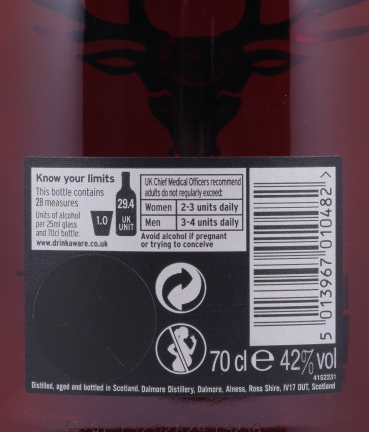 Know your limits
This bottle contains
28 measures
Units of alcohol
per 25ml glass
and 70cl bottle:
www.drinkaware.co.uk
1.0
29.4
UK
UNIT
UK Chief Medical Officers recommend
adults do not regularly exceed:
Women 2-3 units daily
Men 3-4 units daily
Avoid alcohol if pregnant
or trying to conceive
5 013967 010482 >
70 cl e 42% vol
4152231
Distilled, aged and bottled in Scotland. Dalmore Distillery, Dalmore, Alness, Ross Shire, IV17 0UT, Scotland